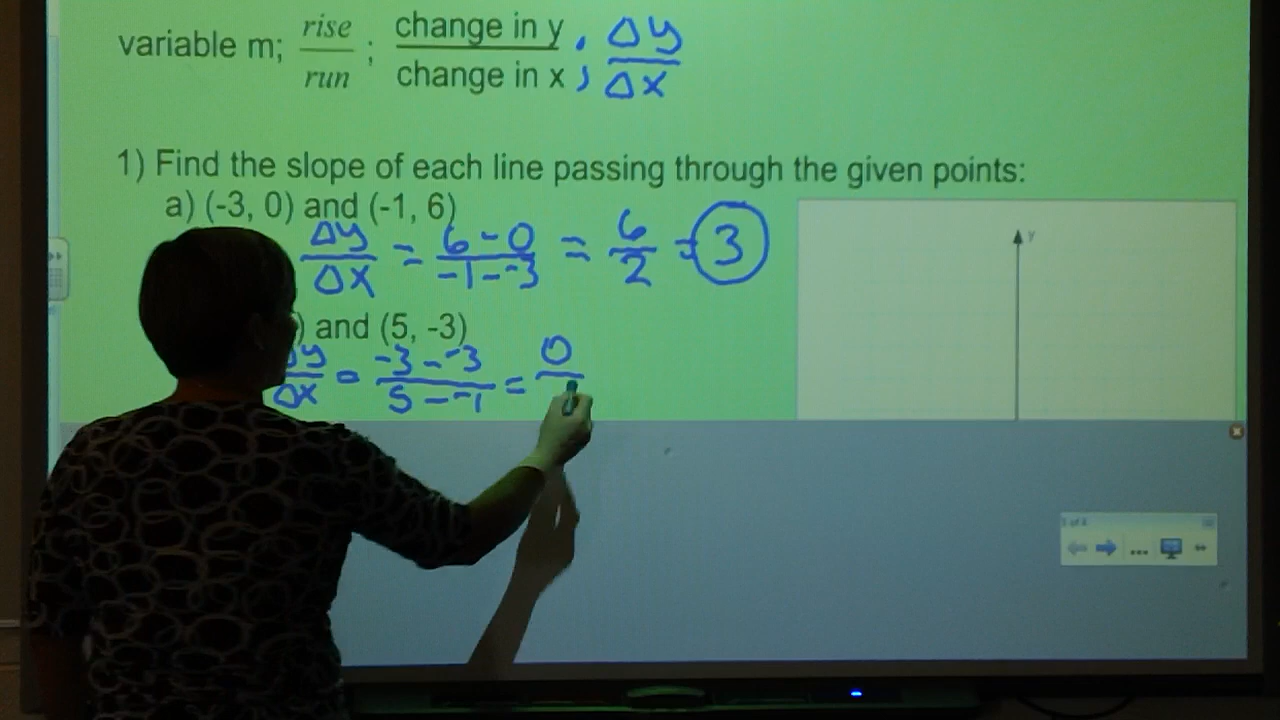 variable m; rise/run ; change in y/change in x ; Δy/Δx
1) Find the slope of each line passing through the given points:
a) (-3, 0) and (-1, 6)
Δy/Δx = 6-0/-1--3 = 6/2 = 3
) and (5, -3)
Δy/Δx = -3--3/5--1 = 0/
y